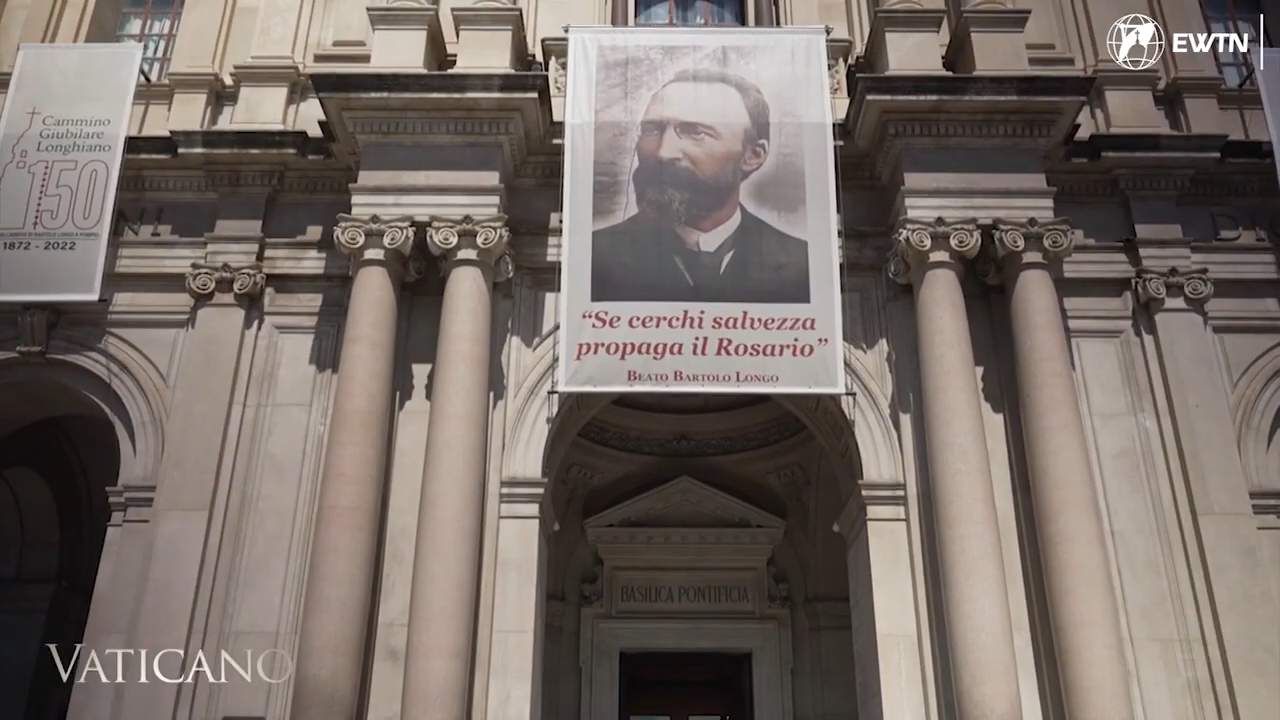 EWTN
Cammino
Giubilare
Longhiano
150
1872 - 2022
“Se cerchi salvezza
propaga il Rosario”
BEATO BARTOLO LONGO
BASILICA PONTIFICIA
VATICANO